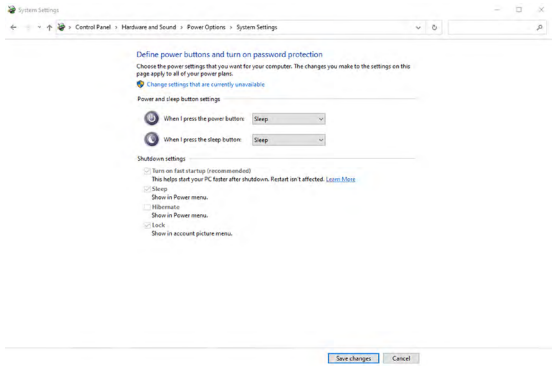 System Settings
Control Panel > Hardware and Sound > Power Options > System Settings
Define power buttons and turn on password protection
Choose the power settings that you want for your computer. The changes you make to the settings on this
page apply to all of your power plans.
Change settings that are currently unavailable
Power and sleep button settings
When I press the power button: Sleep
When I press the sleep button: Sleep
Shutdown settings
Turn on fast startup (recommended)
This helps start your PC faster after shutdown. Restart isn't affected. Learn More
Sleep
Show in Power menu.
Hibernate
Show in Power menu.
Lock
Show in account picture menu.
Save changes Cancel